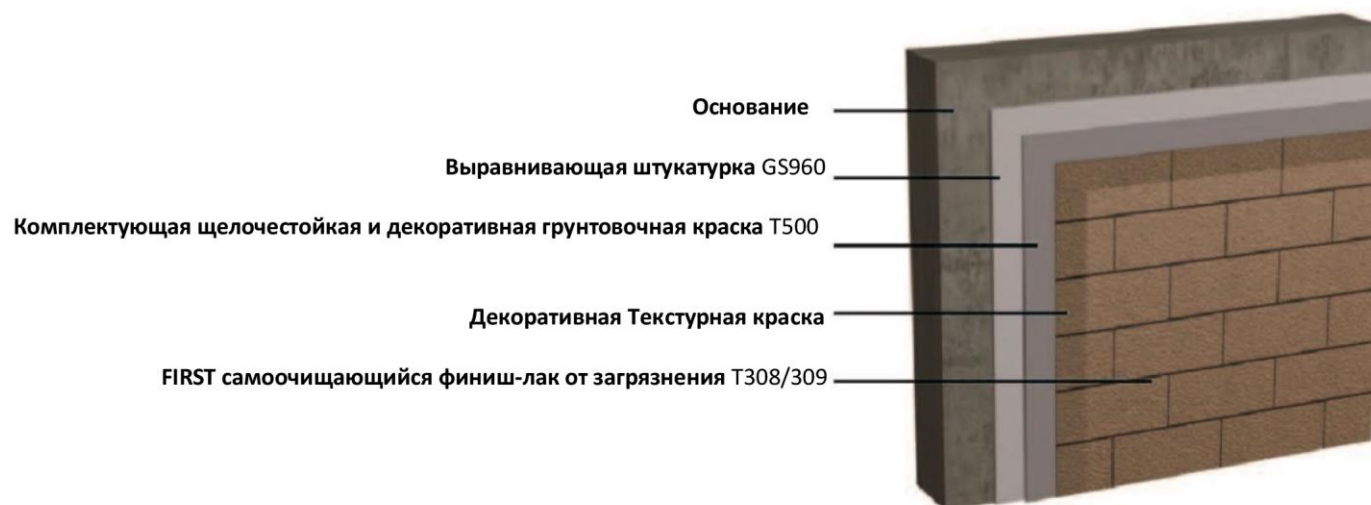 Основание
Выравнивающая штукатурка GS960
Комплектующая щелочестойкая и декоративная грунтовочная краска T500
Декоративная Текстурная краска
FIRST самоочищающийся финиш-лак от загрязнения T308/309